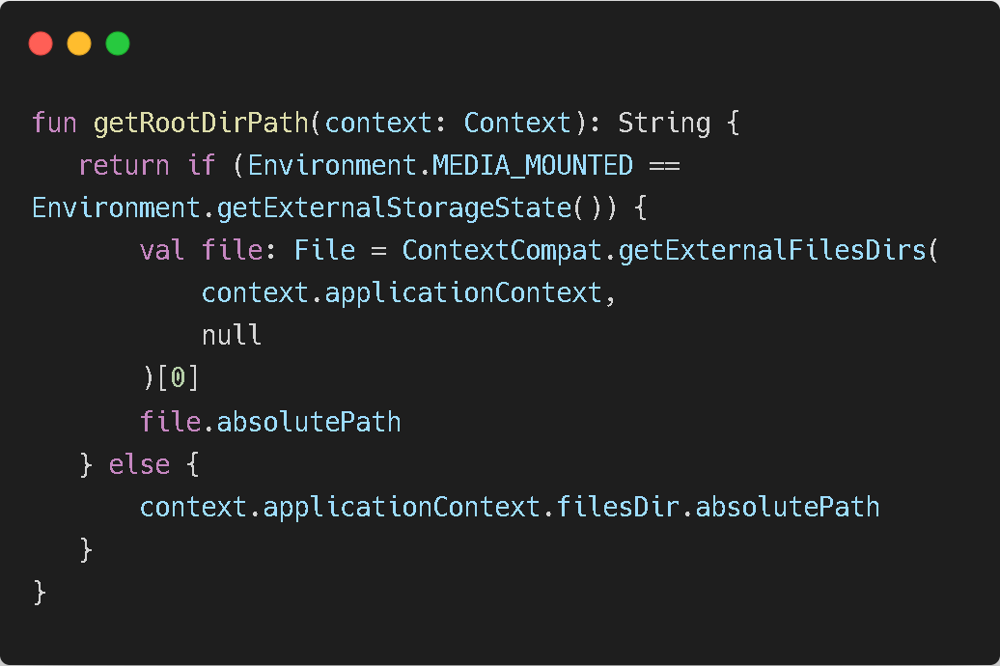 fun getRootDirPath(context: Context): String {
   return if (Environment.MEDIA_MOUNTED ==
Environment.getExternalStorageState()) {
       val file: File = ContextCompat.getExternalFilesDirs(
           context.applicationContext,
           null
       )[0]
       file.absolutePath
   } else {
       context.applicationContext.filesDir.absolutePath
   }
}